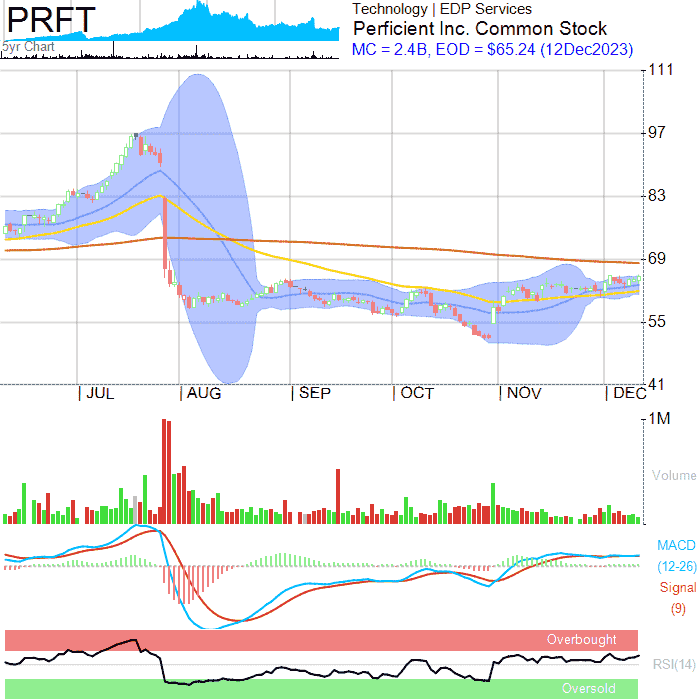 PRFT
5yr Chart
Technology | EDP Services
Perficient Inc. Common Stock
MC = 2.4B, EOD = $65.24 (12Dec2023)
111
97
83
69
55
41
JUL AUG SEP OCT NOV DEC
1M
Volume
MACD
(12-26)
Signal
(9)
Overbought
RSI(14)
Oversold